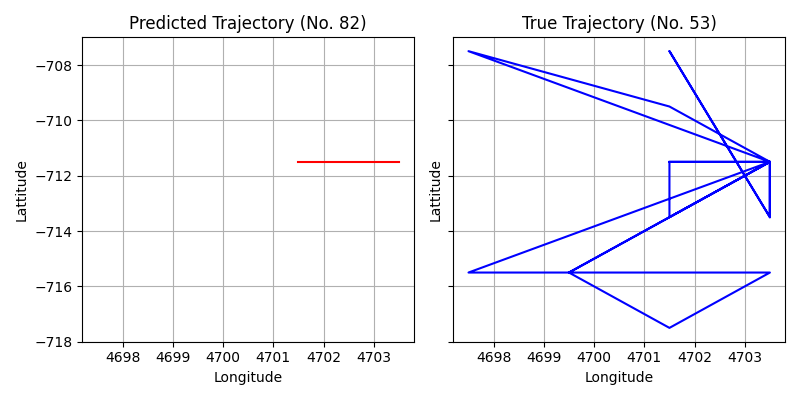 Predicted Trajectory (No. 82)
True Trajectory (No. 53)
Lattitude
−708
−710
−712
−714
−716
−718
4698 4699 4700 4701 4702 4703
Longitude
Lattitude
4698 4699 4700 4701 4702 4703
Longitude